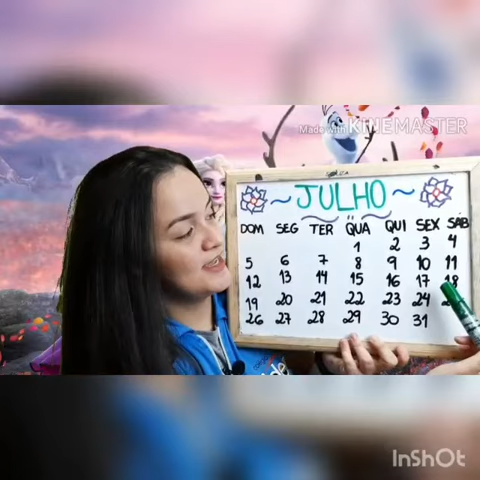 Made with KINEMASTER
~ JULHO ~
DOM SEG TER QUA QUI SEX SAB
1 2 3 4
5 6 7 8 9 10 11
12 13 14 15 16 17 18
19 20 21 22 23 24
26 27 28 29 30 31
InShOt